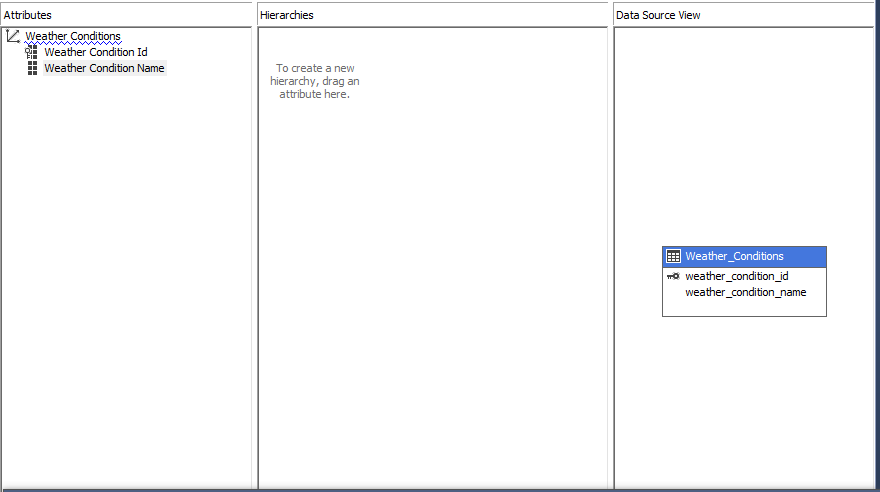 Attributes
Weather Conditions
Weather Condition Id
Weather Condition Name
Hierarchies
To create a new
hierarchy, drag an
attribute here.
Data Source View
Weather_Conditions
weather_condition_id
weather_condition_name